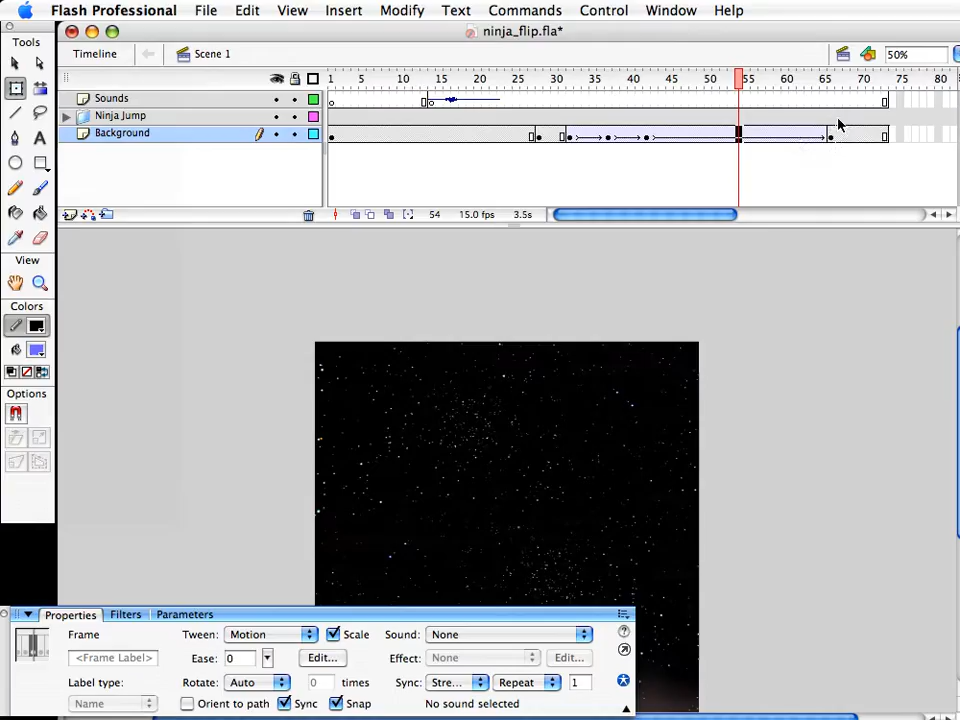 Flash Professional File Edit View Insert Modify Text Commands Control Window Help
Tools
ninja_flip.fla*
Timeline Scene 1 50%
1 5 10 15 20 25 30 35 40 45 50 55 60 65 70 75 80
Sounds
Ninja Jump
Background
54 15.0 fps 3.5s
View
Colors
Options
Properties Filters Parameters
Frame Tween: Motion Scale Sound: None
<Frame Label> Ease: 0 Edit... Effect: None Edit...
Label type: Rotate: Auto 0 times Sync: Stre... Repeat 1
Name Orient to path Sync Snap No sound selected